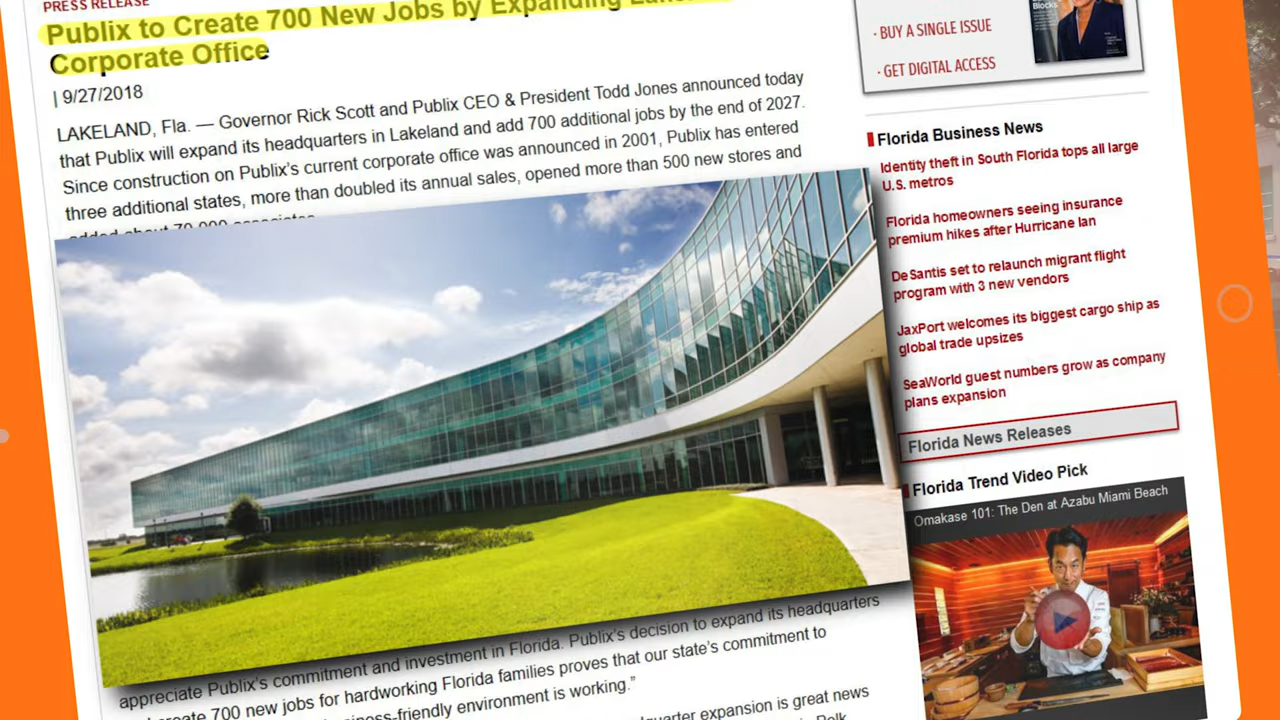 PRESS RELEASE
Publix to Create 700 New Jobs by Expanding
Corporate Office
| 9/27/2018
LAKELAND, Fla. — Governor Rick Scott and Publix CEO & President Todd Jones announced today
that Publix will expand its headquarters in Lakeland and add 700 additional jobs by the end of 2027.
Since construction on Publix's current corporate office was announced in 2001, Publix has entered
three additional states, more than doubled its annual sales, opened more than 500 new stores and
added about 70,000 associates.
appreciate Publix's commitment and investment in Florida. Publix's decision to expand its headquarters
create 700 new jobs for hardworking Florida families proves that our state's commitment to
environment is working.”
expansion is great news
Blocks
· BUY A SINGLE ISSUE
· GET DIGITAL ACCESS
Florida Business News
Identity theft in South Florida tops all large
U.S. metros
Florida homeowners seeing insurance
premium hikes after Hurricane Ian
DeSantis set to relaunch migrant flight
program with 3 new vendors
JaxPort welcomes its biggest cargo ship as
global trade upsizes
SeaWorld guest numbers grow as company
plans expansion
Florida News Releases
Florida Trend Video Pick
Omakase 101: The Den at Azabu Miami Beach